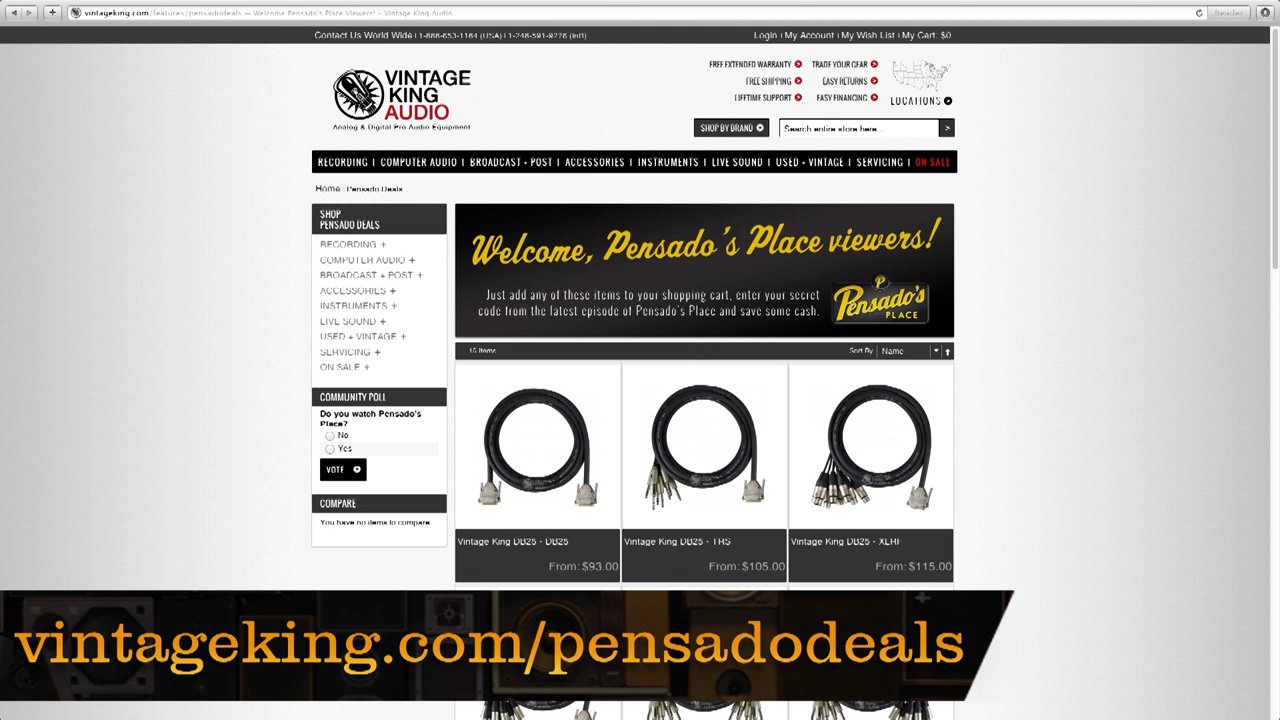 vintageking.com/features/pensadodeals — Welcome Pensado's Place Viewers! - Vintage King Audio
Reader
Contact Us World Wide | 1-888-653-1184 (USA) | 1-248-591-9276 (Int'l)
Login | My Account | My Wish List | My Cart: $0
FREE EXTENDED WARRANTY
TRADE YOUR GEAR
FREE SHIPPING
EASY RETURNS
LIFETIME SUPPORT
EASY FINANCING
LOCATIONS
VINTAGE
KING
AUDIO
Analog & Digital Pro Audio Equipment
SHOP BY BRAND
Search entire store here...
>
RECORDING | COMPUTER AUDIO | BROADCAST + POST | ACCESSORIES | INSTRUMENTS | LIVE SOUND | USED + VINTAGE | SERVICING | ON SALE
Home : Pensado Deals
SHOP
PENSADO DEALS
RECORDING +
COMPUTER AUDIO +
BROADCAST + POST +
ACCESSORIES +
INSTRUMENTS +
LIVE SOUND +
USED + VINTAGE +
SERVICING +
ON SALE +
COMMUNITY POLL
Do you watch Pensado's
Place?
No
Yes
VOTE
COMPARE
You have no items to compare.
Welcome, Pensado's Place viewers!
Just add any of these items to your shopping cart, enter your secret
code from the latest episode of Pensado's Place and save some cash.
P
Pensado's
PLACE
15 Items
Sort By
Name
Vintage King DB25 - DB25
From: $93.00
Vintage King DB25 - TRS
From: $105.00
Vintage King DB25 - XLRF
From: $115.00
vintageking.com/pensadodeals